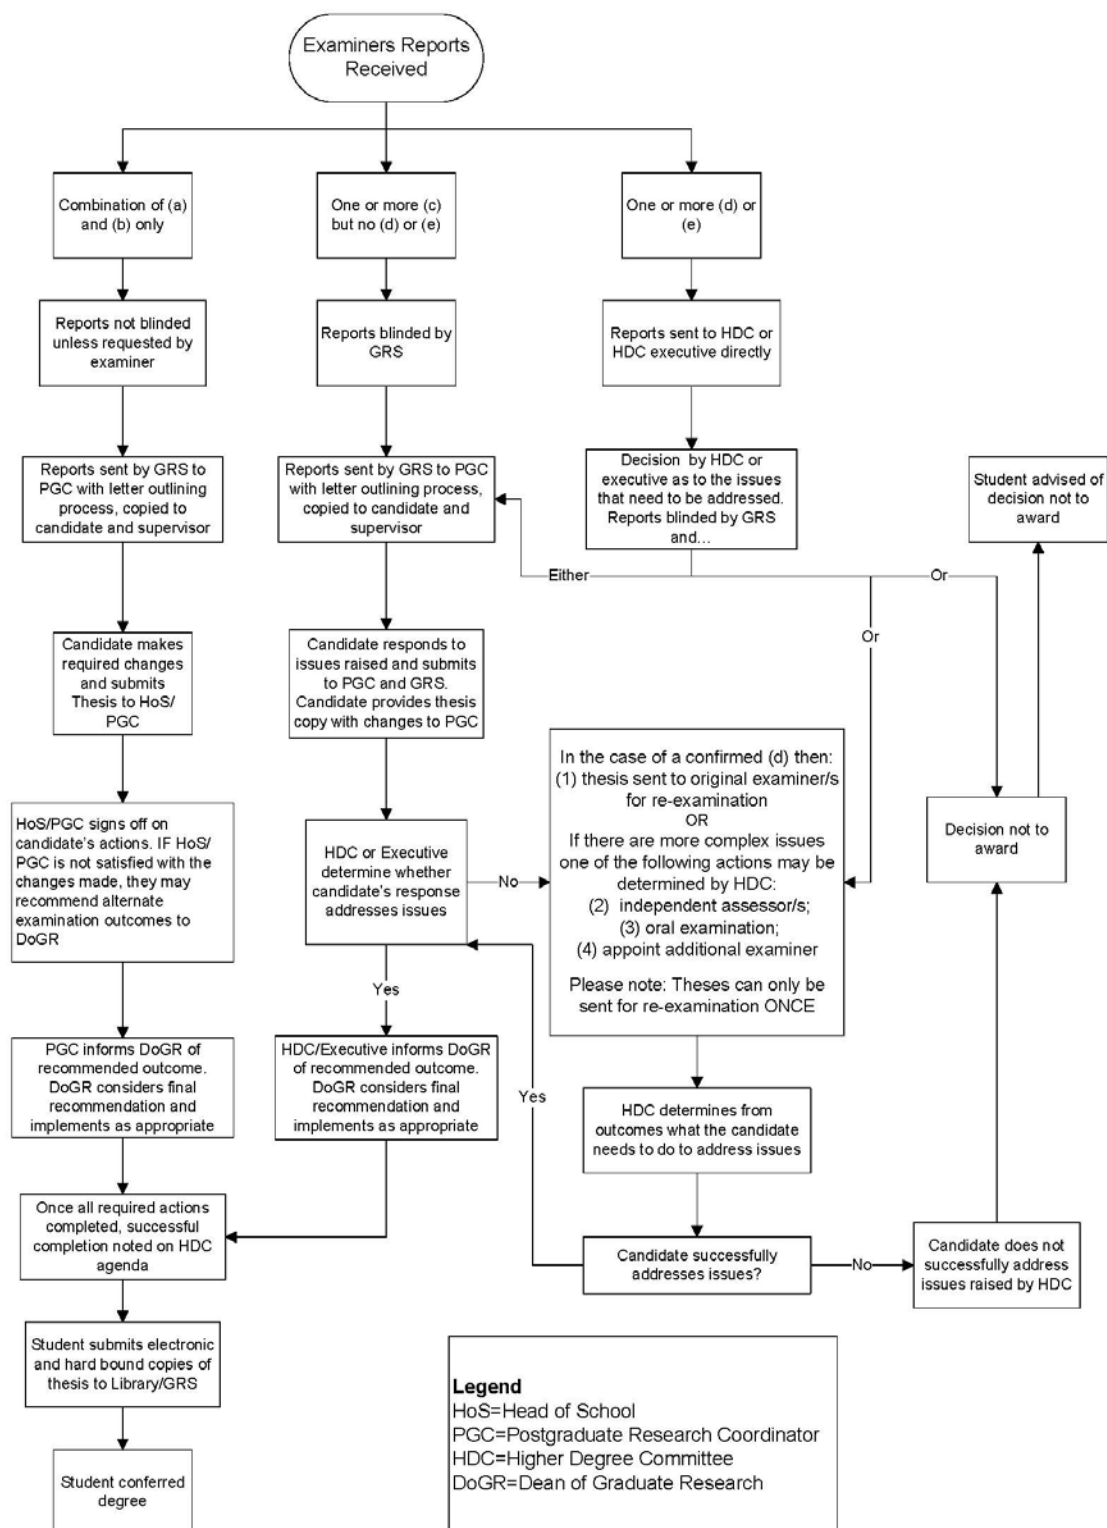 Examiners Reports
Received
Combination of (a)
and (b) only
One or more (c)
but no (d) or (e)
One or more (d) or
(e)
Reports not blinded
unless requested by
examiner
Reports blinded by
GRS
Reports sent to HDC or
HDC executive directly
Reports sent by GRS to
PGC with letter outlining
process, copied to
candidate and supervisor
Reports sent by GRS to PGC
with letter outlining process,
copied to candidate and
supervisor
Decision by HDC or
executive as to the issues
that need to be addressed.
Reports blinded by GRS
and...
Student advised of
decision not to
award
Either
Or
Or
Candidate makes
required changes
and submits
Thesis to HoS/
PGC
Candidate responds to
issues raised and submits
to PGC and GRS.
Candidate provides thesis
copy with changes to PGC
In the case of a confirmed (d) then:
(1) thesis sent to original examiner/s
for re-examination
OR
If there are more complex issues
one of the following actions may be
determined by HDC:
(2) independent assessor/s;
(3) oral examination;
(4) appoint additional examiner
Please note: Theses can only be
sent for re-examination ONCE
Decision not to
award
HoS/PGC signs off on
candidate's actions. IF HoS/
PGC is not satisfied with the
changes made, they may
recommend alternate
examination outcomes to
DoGR
HDC or Executive
determine whether
candidate's response
addresses issues
No
Yes
PGC informs DoGR of
recommended outcome.
DoGR considers final
recommendation and
implements as appropriate
HDC/Executive informs DoGR
of recommended outcome.
DoGR considers final
recommendation and
implements as appropriate
Yes
HDC determines from
outcomes what the candidate
needs to do to address issues
Once all required actions
completed, successful
completion noted on HDC
agenda
Candidate successfully
addresses issues?
No
Candidate does not
successfully address
issues raised by HDC
Student submits electronic
and hard bound copies of
thesis to Library/GRS
Student conferred
degree
Legend
HoS=Head of School
PGC=Postgraduate Research Coordinator
HDC=Higher Degree Committee
DoGR=Dean of Graduate Research